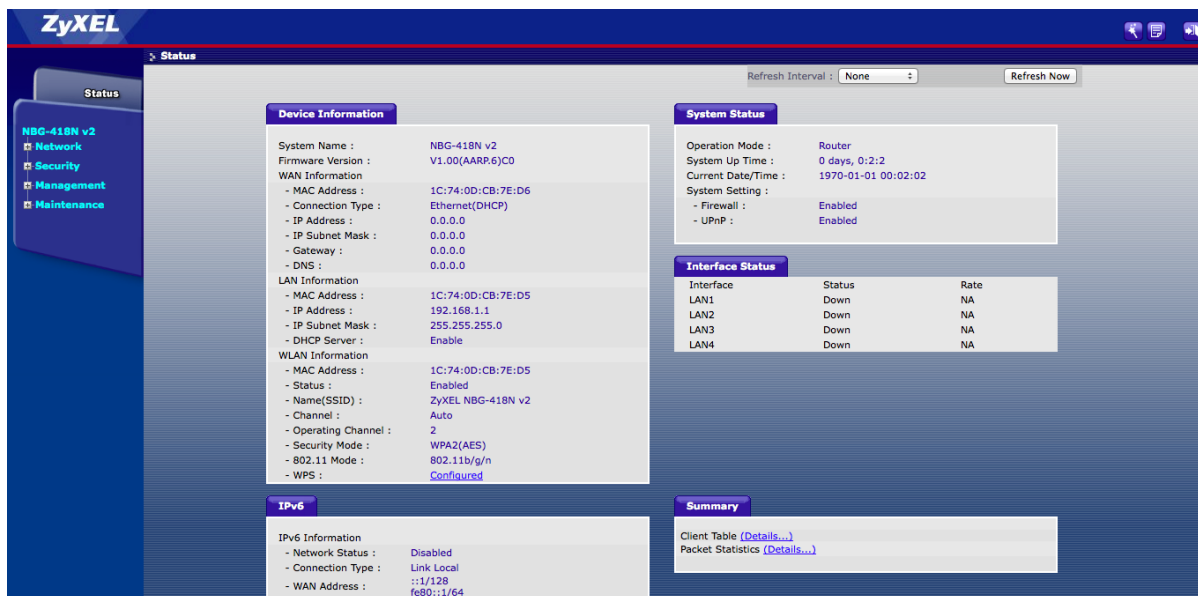 ZyXEL
Status
Status
NBG-418N v2
Network
Security
Management
Maintenance
Refresh Interval : None Refresh Now
Device Information
System Name : NBG-418N v2
Firmware Version : V1.00(AARP.6)C0
WAN Information
- MAC Address : 1C:74:0D:CB:7E:D6
- Connection Type : Ethernet(DHCP)
- IP Address : 0.0.0.0
- IP Subnet Mask : 0.0.0.0
- Gateway : 0.0.0.0
- DNS : 0.0.0.0
LAN Information
- MAC Address : 1C:74:0D:CB:7E:D5
- IP Address : 192.168.1.1
- IP Subnet Mask : 255.255.255.0
- DHCP Server : Enable
WLAN Information
- MAC Address : 1C:74:0D:CB:7E:D5
- Status : Enabled
- Name(SSID) : ZyXEL NBG-418N v2
- Channel : Auto
- Operating Channel : 2
- Security Mode : WPA2(AES)
- 802.11 Mode : 802.11b/g/n
- WPS : Configured
IPv6
IPv6 Information
- Network Status : Disabled
- Connection Type : Link Local
- WAN Address : ::1/128
fe80::1/64
System Status
Operation Mode : Router
System Up Time : 0 days, 0:2:2
Current Date/Time : 1970-01-01 00:02:02
System Setting :
- Firewall : Enabled
- UPnP : Enabled
Interface Status
Interface Status Rate
LAN1 Down NA
LAN2 Down NA
LAN3 Down NA
LAN4 Down NA
Summary
Client Table (Details...)
Packet Statistics (Details...)